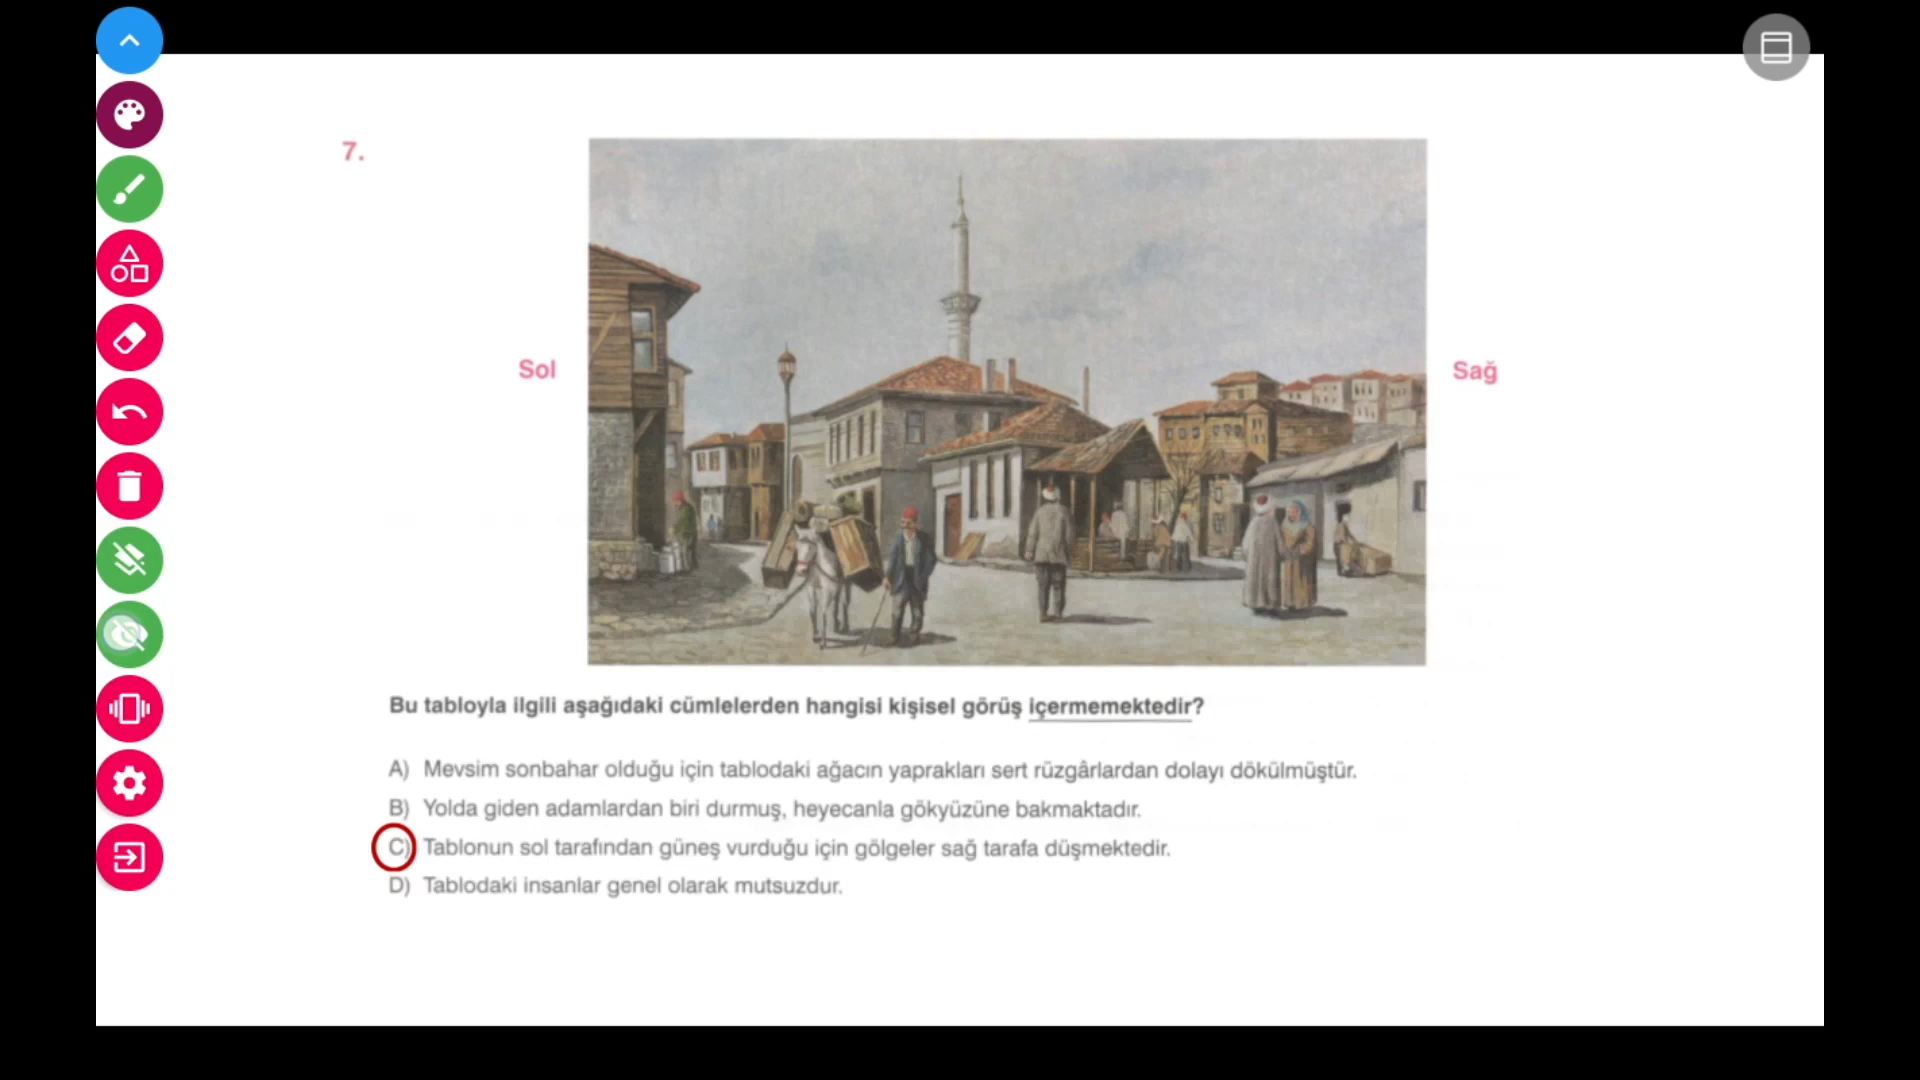 7.
Sol
Sağ
Bu tabloyla ilgili aşağıdaki cümlelerden hangisi kişisel görüş içermemektedir?
A) Mevsim sonbahar olduğu için tablodaki ağacın yaprakları sert rüzgârlardan dolayı dökülmüştür.
B) Yolda giden adamlardan biri durmuş, heyecanla gökyüzüne bakmaktadır.
C) Tablonun sol tarafından güneş vurduğu için gölgeler sağ tarafa düşmektedir.
D) Tablodaki insanlar genel olarak mutsuzdur.